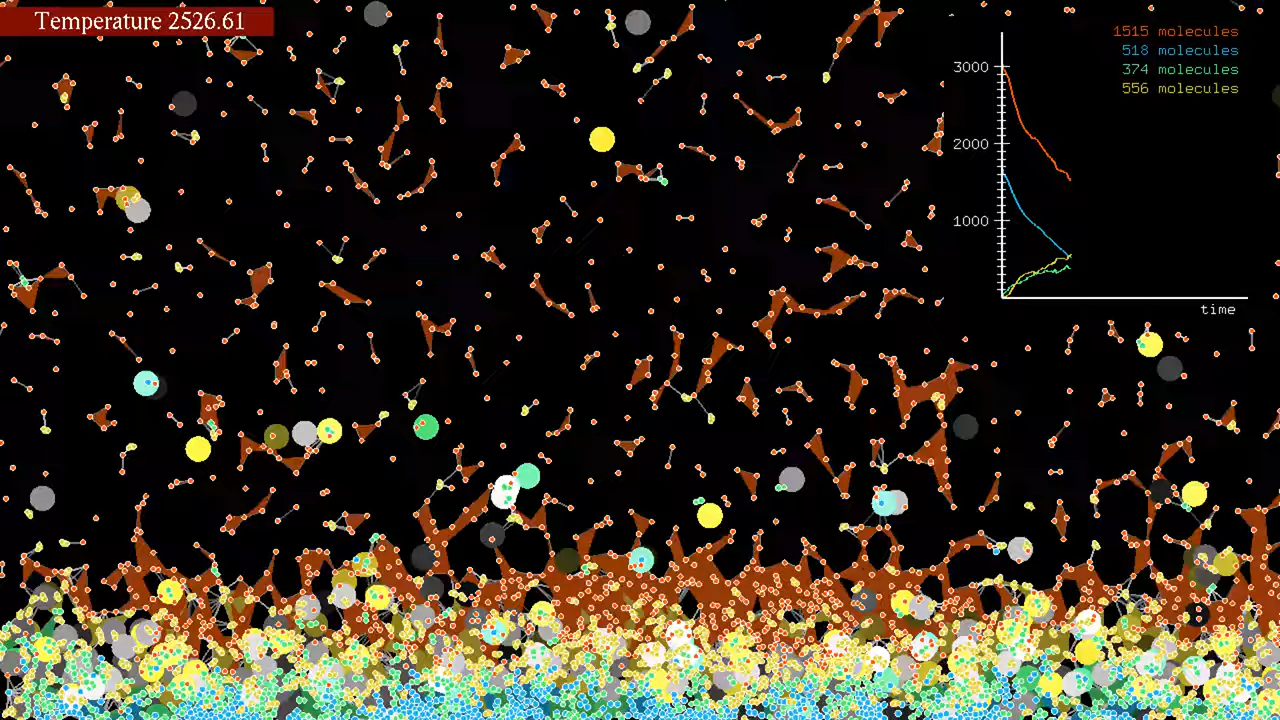 Temperature 2526.61
1515 molecules
518 molecules
374 molecules
556 molecules
3000
2000
1000
time